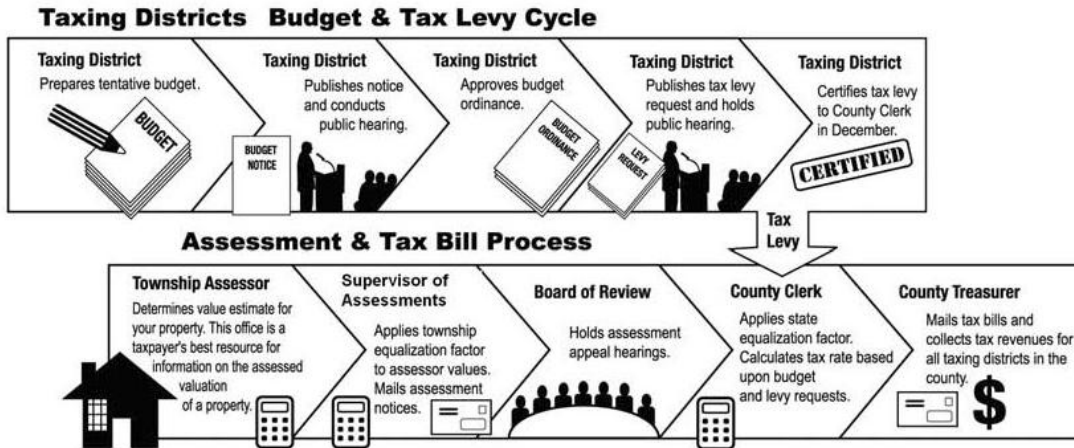 Taxing Districts Budget & Tax Levy Cycle
Taxing District
Prepares tentative budget.
BUDGET
Taxing District
Publishes notice
and conducts
public hearing.
BUDGET
NOTICE
Taxing District
Approves budget
ordinance.
BUDGET
ORDINANCE
Taxing District
Publishes tax levy
request and holds
public hearing.
LEVY
REQUEST
Taxing District
Certifies tax levy
to County Clerk
in December.
CERTIFIED
Tax
Levy
Assessment & Tax Bill Process
Township Assessor
Determines value estimate for
your property. This office is a
taxpayer's best resource for
information on the assessed
valuation
of a property.
Supervisor of
Assessments
Applies township
equalization factor
to assessor values.
Mails assessment
notices.
Board of Review
Holds assessment
appeal hearings.
County Clerk
Applies state
equalization factor.
Calculates tax rate based
upon budget
and levy requests.
County Treasurer
Mails tax bills and
collects tax revenues for
all taxing districts in the
county.
$